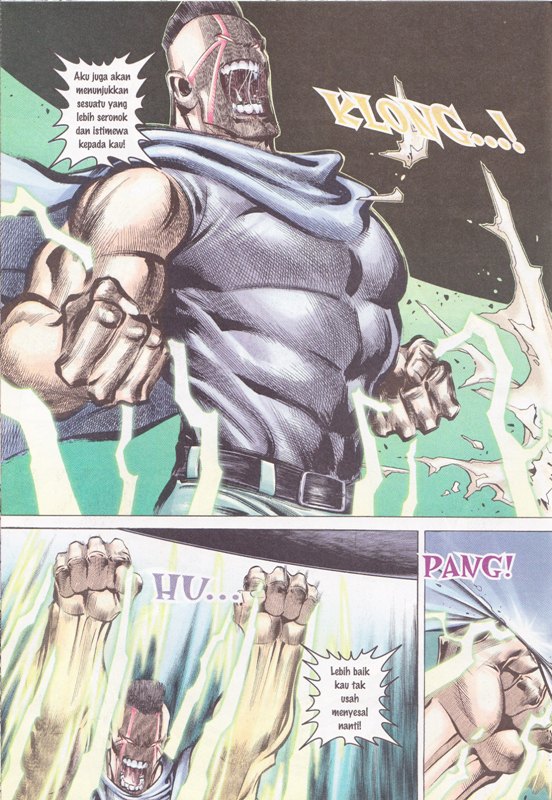 Aku juga akan
menunjukkan
sesuatu yang
lebih seronok
dan istimewa
kepada kau!
KLONG...!
HU...
PANG!
Lebih baik
kau tak
usah
menyesal
nanti!